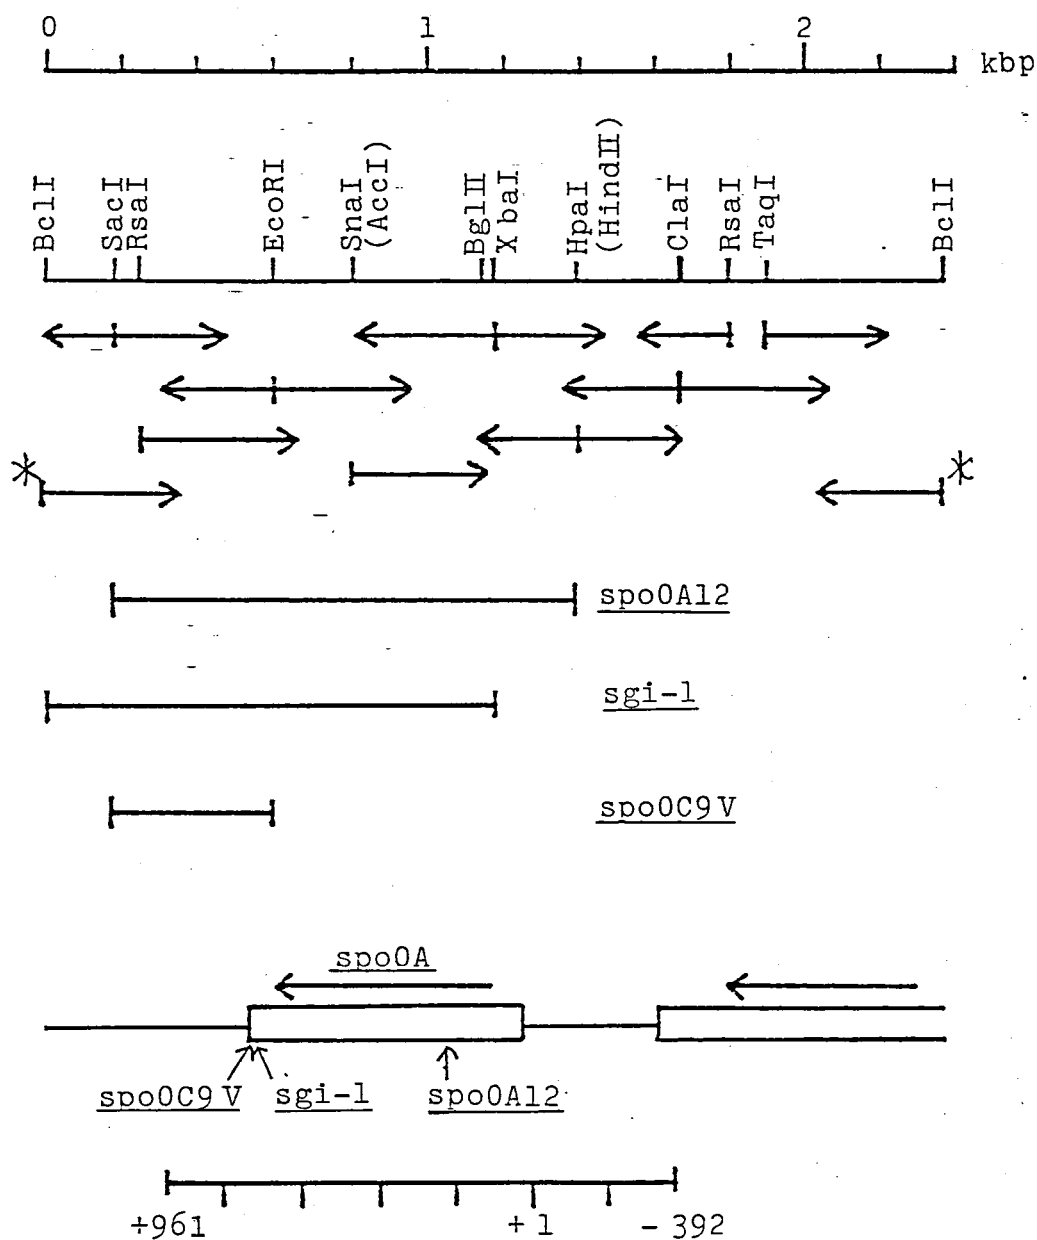 0 1 2
kbp
BclI SacI RsaI EcoRI SnaI (AccI) BglII XbaI HpaI (HindII) ClaI RsaI TaqI BclI
* *
spo0A12
sgi-1
spo0C9V
spo0A
spo0C9V sgi-1 spo0A12
+961 +1 -392